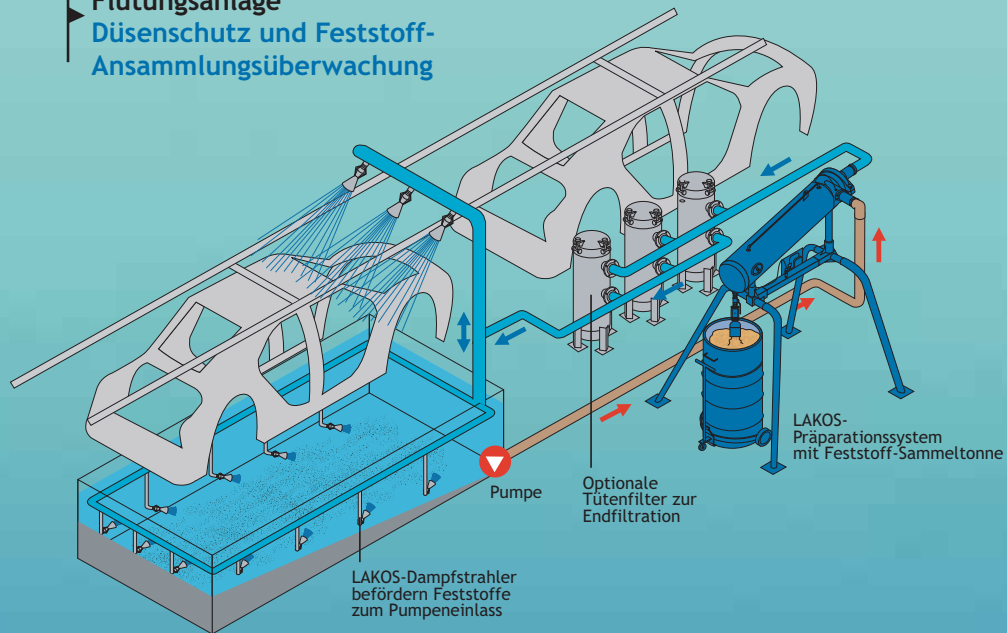 Flutungsanlage
Düsenschutz und Feststoff-
Ansammlungsüberwachung
LAKOS-
Präparationssystem
mit Feststoff-Sammeltonne
Pumpe
Optionale
Tütenfilter zur
Endfiltration
LAKOS-Dampfstrahler
befördern Feststoffe
zum Pumpeneinlass